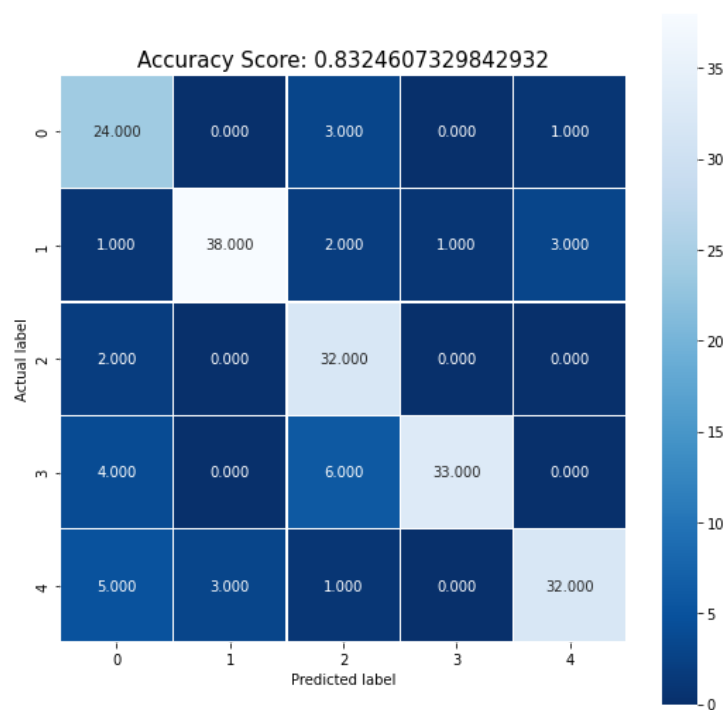 Accuracy Score: 0.8324607329842932
0 24.000 0.000 3.000 0.000 1.000
1 1.000 38.000 2.000 1.000 3.000
2 2.000 0.000 32.000 0.000 0.000
3 4.000 0.000 6.000 33.000 0.000
4 5.000 3.000 1.000 0.000 32.000
Actual label
0 1 2 3 4
Predicted label
35
30
25
20
15
10
5
0